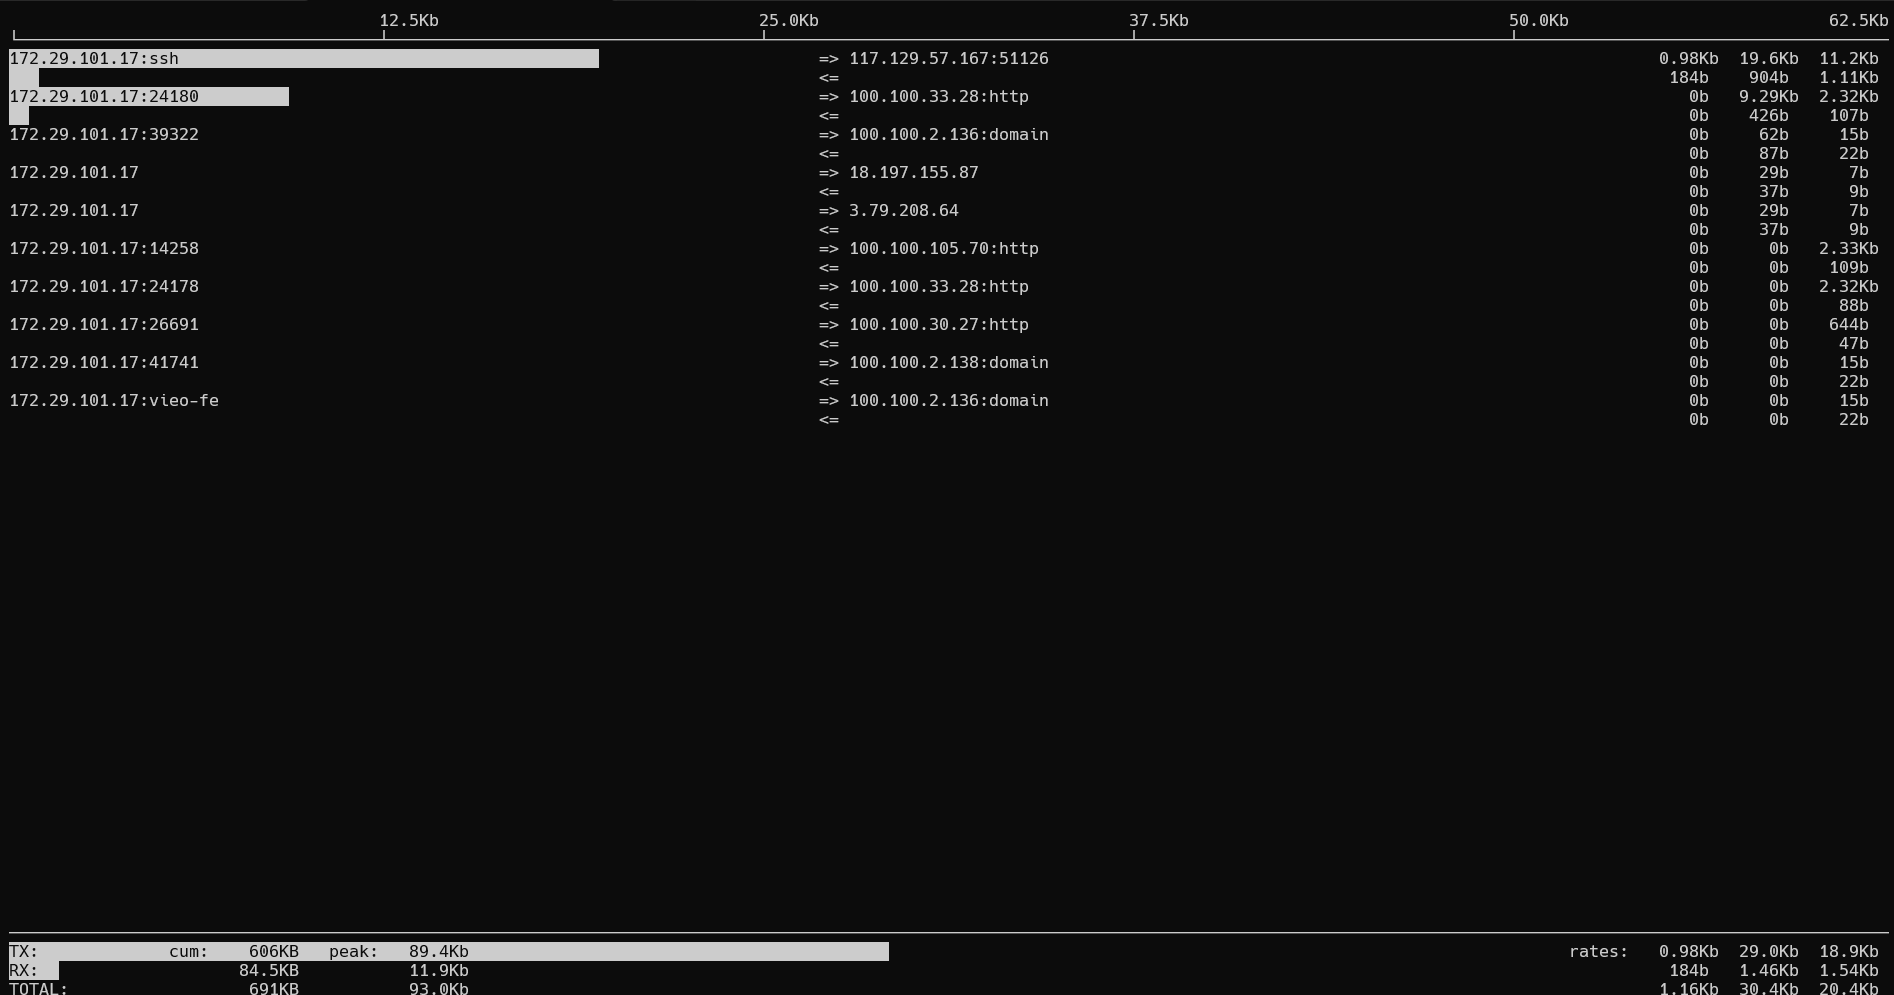 12.5Kb 25.0Kb 37.5Kb 50.0Kb 62.5Kb
172.29.101.17:ssh => 117.129.57.167:51126 0.98Kb 19.6Kb 11.2Kb
<= 184b 904b 1.11Kb
172.29.101.17:24180 => 100.100.33.28:http 0b 9.29Kb 2.32Kb
<= 0b 426b 107b
172.29.101.17:39322 => 100.100.2.136:domain 0b 62b 15b
<= 0b 87b 22b
172.29.101.17 => 18.197.155.87 0b 29b 7b
<= 0b 37b 9b
172.29.101.17 => 3.79.208.64 0b 29b 7b
<= 0b 37b 9b
172.29.101.17:14258 => 100.100.105.70:http 0b 0b 2.33Kb
<= 0b 0b 109b
172.29.101.17:24178 => 100.100.33.28:http 0b 0b 2.32Kb
<= 0b 0b 88b
172.29.101.17:26691 => 100.100.30.27:http 0b 0b 644b
<= 0b 0b 47b
172.29.101.17:41741 => 100.100.2.138:domain 0b 0b 15b
<= 0b 0b 22b
172.29.101.17:vieo-fe => 100.100.2.136:domain 0b 0b 15b
<= 0b 0b 22b
TX: cum: 606KB peak: 89.4Kb rates: 0.98Kb 29.0Kb 18.9Kb
RX: 84.5KB 11.9Kb 184b 1.46Kb 1.54Kb
TOTAL: 691KB 93.0Kb 1.16Kb 30.4Kb 20.4Kb